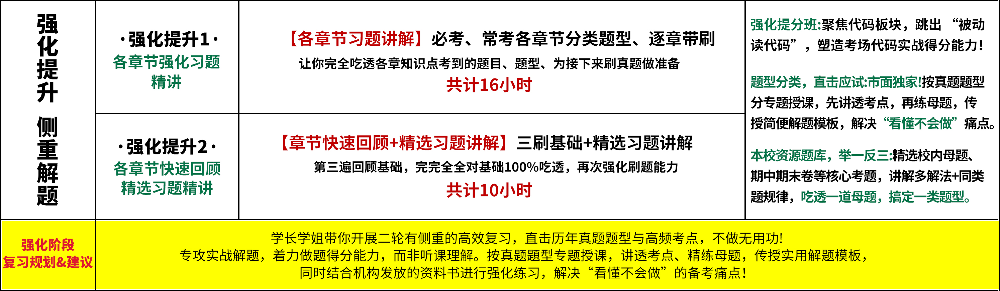 强化提升 侧重解题
·强化提升1·
各章节强化习题
精讲
【各章节习题讲解】必考、常考各章节分类题型、逐章带刷
让你完全吃透各章知识点考到的题目、题型、为接下来刷真题做准备
共计16小时
·强化提升2·
各章节快速回顾
精选习题精讲
【章节快速回顾+精选习题讲解】三刷基础+精选习题讲解
第三遍回顾基础，完完全全对基础100%吃透，再次强化刷题能力
共计10小时
强化提分班:聚焦代码板块，跳出 “被动
读代码”，塑造考场代码实战得分能力！
题型分类，直击应试:市面独家!按真题题型
分专题授课，先讲透考点，再练母题，传
授简便解题模板，解决“看懂不会做”痛点。
本校资源题库，举一反三:精选校内母题、
期中期末卷等核心考题，讲解多解法+同类
题规律，吃透一道母题，搞定一类题型。
强化阶段
复习规划&建议
学长学姐带你开展二轮有侧重的高效复习，直击历年真题题型与高频考点，不做无用功!
专攻实战解题，着力做题得分能力，而非听课理解。按真题題型专题授课，讲透考点、精练母题，传授实用解题模板，
同时结合机构发放的资料书进行强化练习，解决“看懂不会做”的备考痛点！